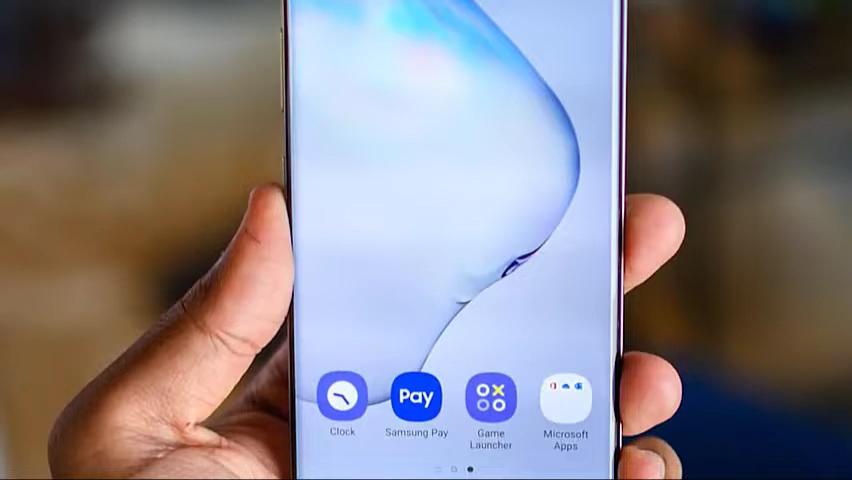 Pay
Clock
Samsung Pay
Game
Launcher
Microsoft
Apps